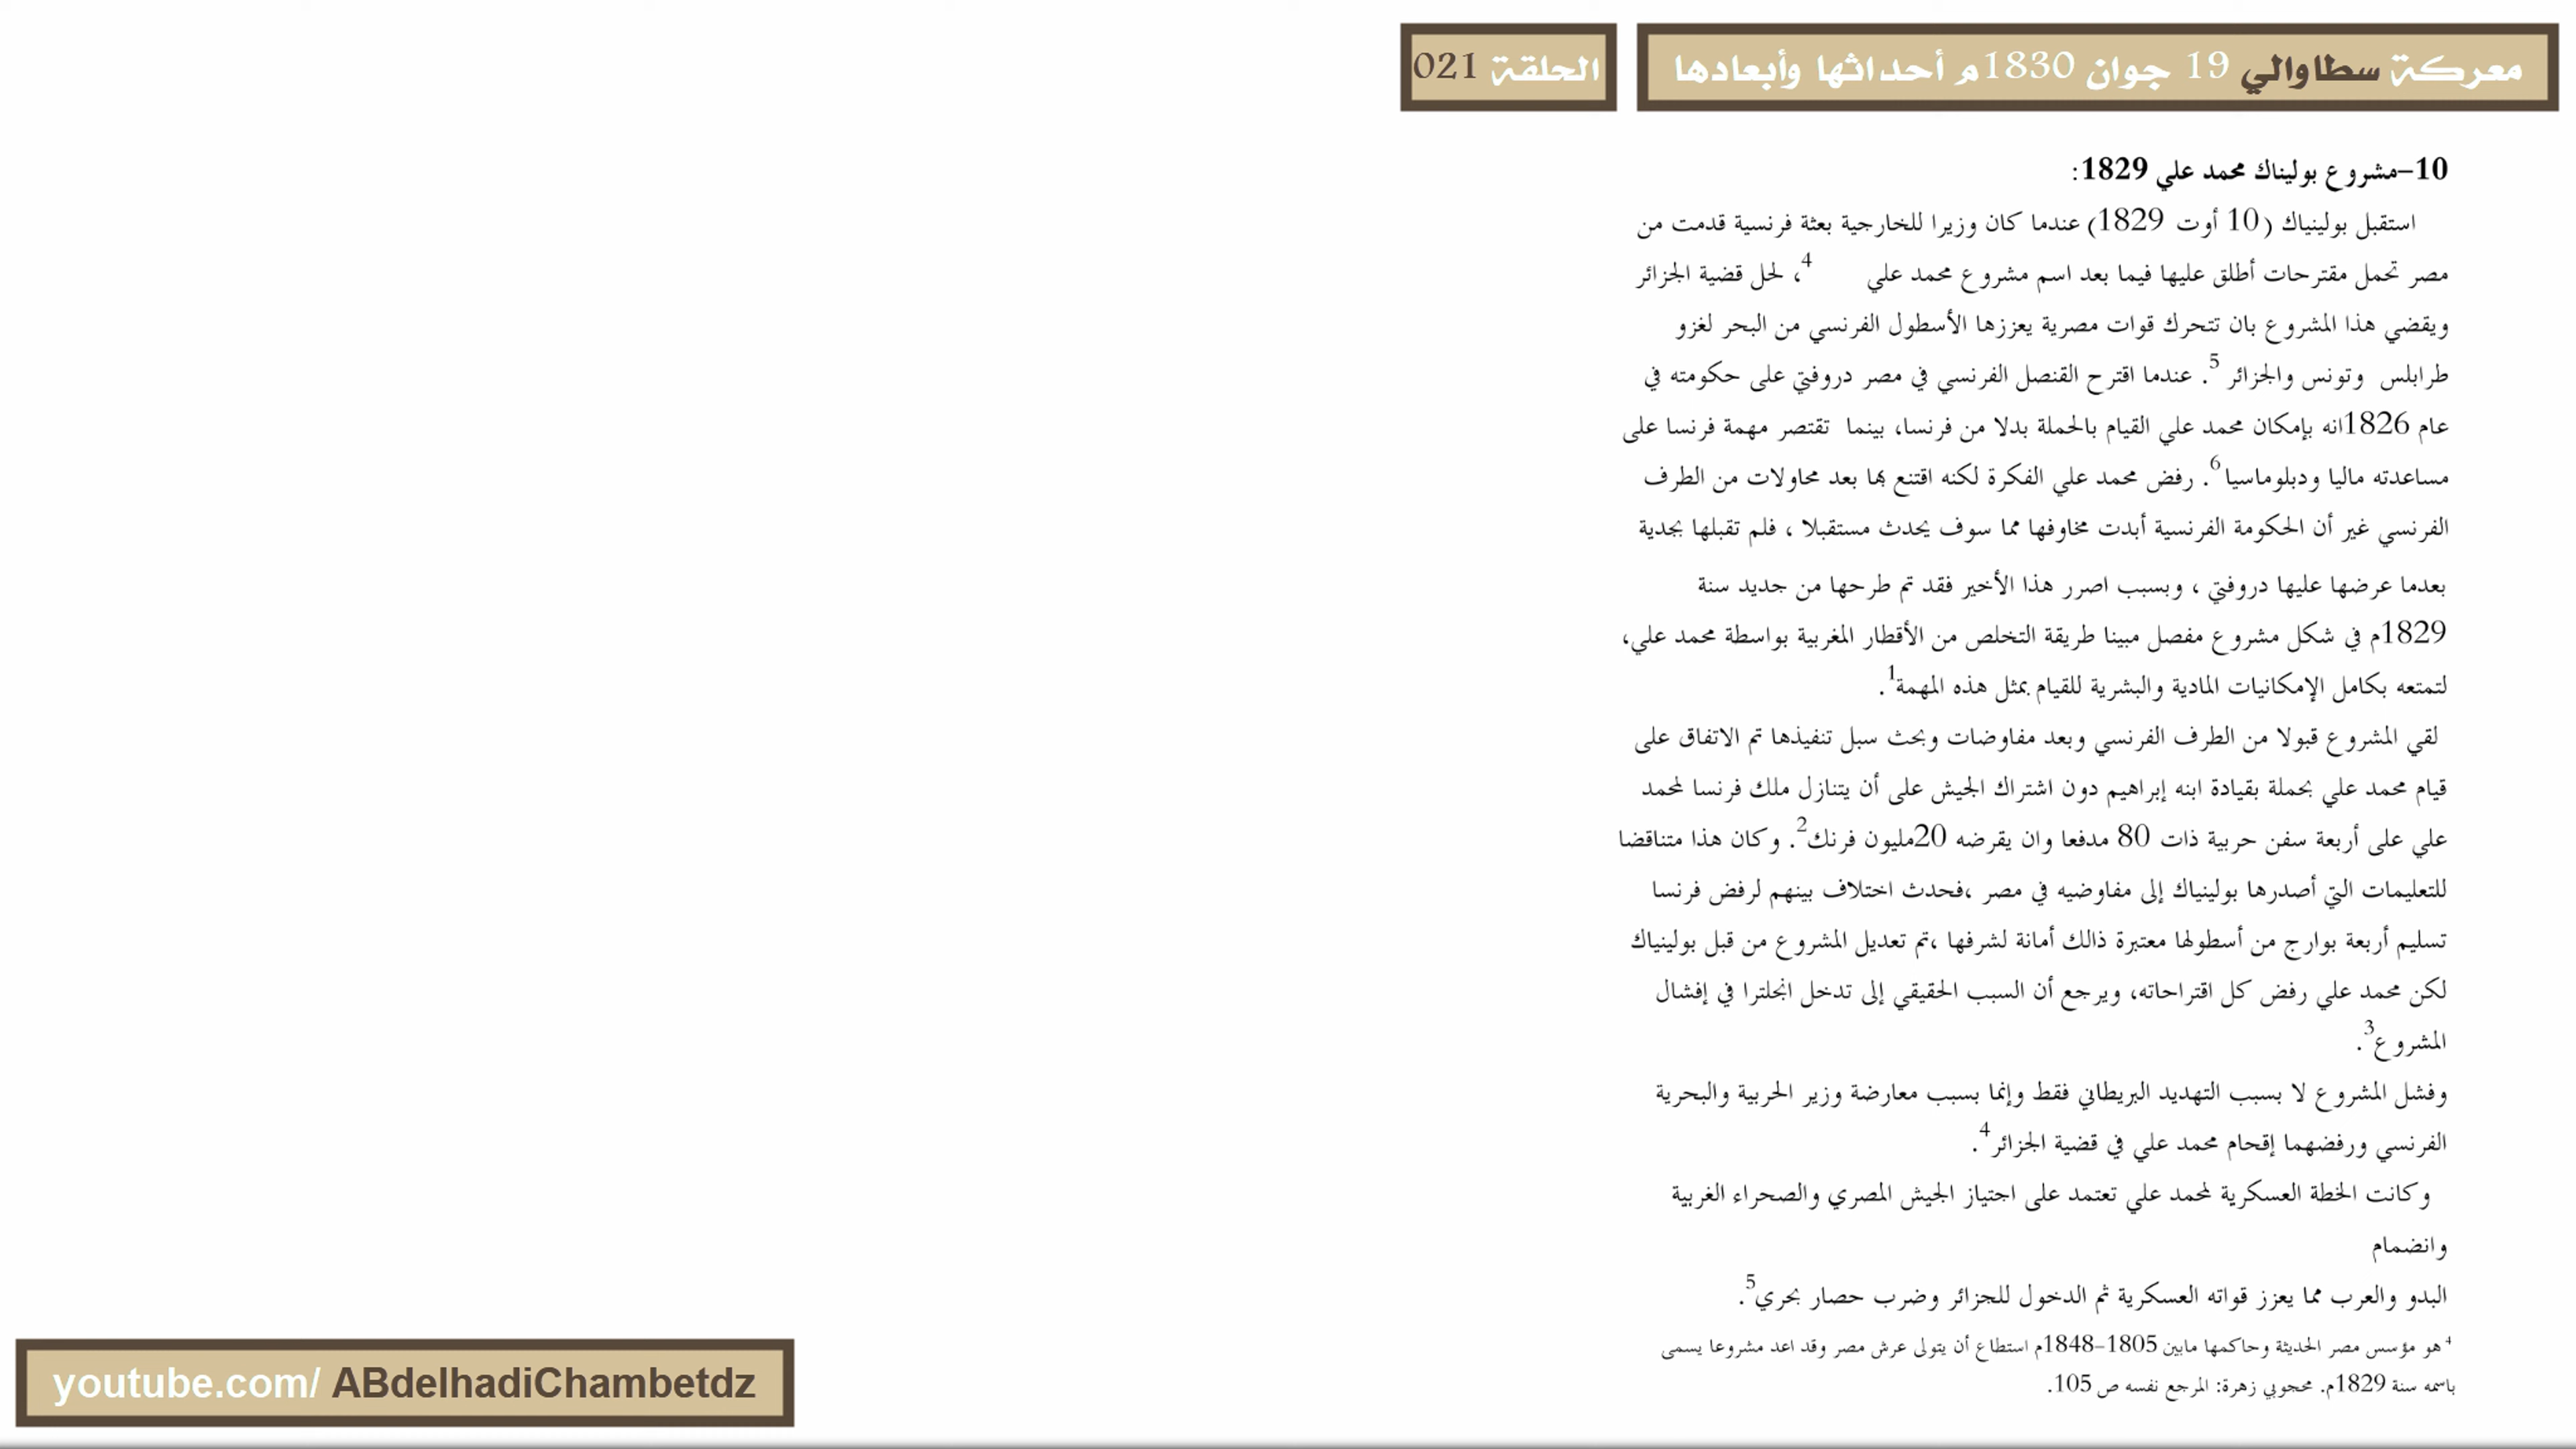 معركة سطاوالي 19 جوان 1830م أحداثها وأبعادها
الحلقة 021
10-مشروع بوليناك محمد علي 1829:
استقبل بولينياك (10 أوت 1829) عندما كان وزيرا للخارجية بعثة فرنسية قدمت من
مصر تحمل مقترحات أطلق عليها فيما بعد اسم مشروع محمد علي 4، لحل قضية الجزائر
ويقضي هذا المشروع بان تتحرك قوات مصرية يعززها الأسطول الفرنسي من البحر لغزو
طرابلس وتونس والجزائر 5. عندما اقترح القنصل الفرنسي في مصر دروفتي على حكومته في
عام 1826انه بإمكان محمد علي القيام بالحملة بدلا من فرنسا، بينما تقتصر مهمة فرنسا على
مساعدته ماليا ودبلوماسيا6. رفض محمد علي الفكرة لكنه اقتنع بها بعد محاولات من الطرف
الفرنسي غير أن الحكومة الفرنسية أبدت مخاوفها مما سوف يحدث مستقبلا ، فلم تقبلها بجدية
بعدما عرضها عليها دروفتي ، وبسبب اصرر هذا الأخير فقد تم طرحها من جديد سنة
1829م في شكل مشروع مفصل مبينا طريقة التخلص من الأقطار المغربية بواسطة محمد علي،
لتمتعه بكامل الإمكانيات المادية والبشرية للقيام بمثل هذه المهمة1.
لقي المشروع قبولا من الطرف الفرنسي وبعد مفاوضات وبحث سبل تنفيذها تم الاتفاق على
قيام محمد علي بحملة بقيادة ابنه إبراهيم دون اشتراك الجيش على أن يتنازل ملك فرنسا لمحمد
علي على أربعة سفن حربية ذات 80 مدفعا وان يقرضه 20مليون فرنك2. وكان هذا متناقضا
للتعليمات التي أصدرها بولينياك إلى مفاوضيه في مصر ،فحدث اختلاف بينهم لرفض فرنسا
تسليم أربعة بوارج من أسطولها معتبرة ذالك أمانة لشرفها ،تم تعديل المشروع من قبل بولينياك
لكن محمد علي رفض كل اقتراحاته، ويرجع أن السبب الحقيقي إلى تدخل انجلترا في إفشال
المشروع3.
وفشل المشروع لا بسبب التهديد البريطاني فقط وإنما بسبب معارضة وزير الحربية والبحرية
الفرنسي ورفضهما إقحام محمد علي في قضية الجزائر4.
وكانت الخطة العسكرية لمحمد علي تعتمد على اجتياز الجيش المصري والصحراء الغربية
وانضمام
البدو والعرب مما يعزز قواته العسكرية ثم الدخول للجزائر وضرب حصار بحري5.
4 هو مؤسس مصر الحديثة وحاكمها مابين 1805-1848م استطاع أن يتولى عرش مصر وقد اعد مشروعا يسمى
باسمه سنة 1829م. محجوبي زهرة: المرجع نفسه ص 105.
youtube.com/ ABdelhadiChambetdz